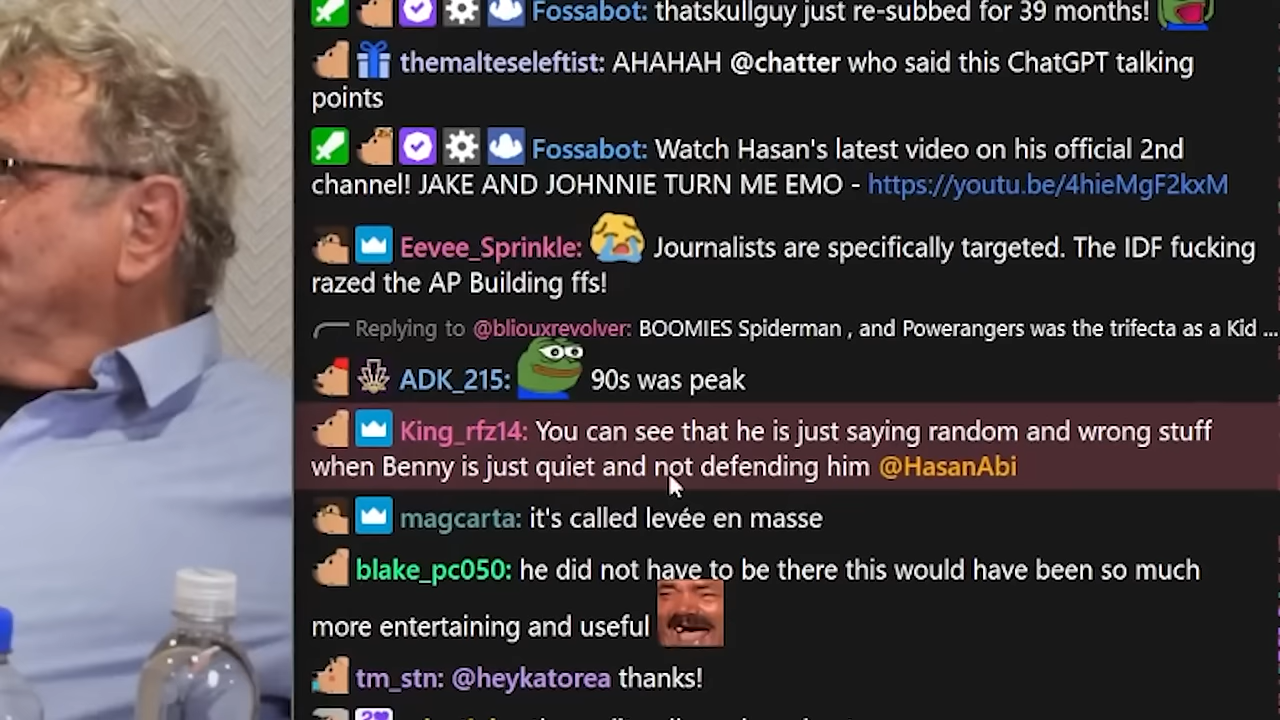 Fossabot: thatskullguy just re-subbed for 39 months!
themalteseleftist: AHAHAH @chatter who said this ChatGPT talking
points
Fossabot: Watch Hasan's latest video on his official 2nd
channel! JAKE AND JOHNNIE TURN ME EMO - https://youtu.be/4hieMgF2kxM
Eevee_Sprinkle: Journalists are specifically targeted. The IDF fucking
razed the AP Building ffs!
Replying to @bliouxrevolver: BOOMIES Spiderman , and Powerangers was the trifecta as a Kid ...
ADK_215: 90s was peak
King_rfz14: You can see that he is just saying random and wrong stuff
when Benny is just quiet and not defending him @HasanAbi
magcarta: it's called levée en masse
blake_pc050: he did not have to be there this would have been so much
more entertaining and useful
tm_stn: @heykatorea thanks!